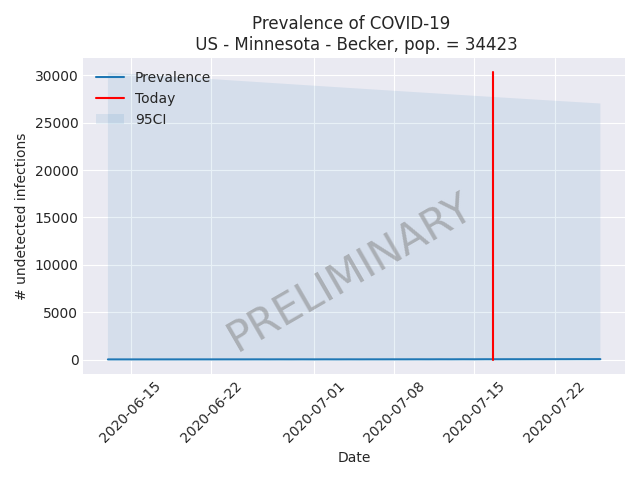 Prevalence of COVID-19
US - Minnesota - Becker, pop. = 34423
30000
25000
20000
15000
10000
5000
0
# undetected infections
Prevalence
Today
95CI
PRELIMINARY
2020-06-15
2020-06-22
2020-07-01
2020-07-08
2020-07-15
2020-07-22
Date